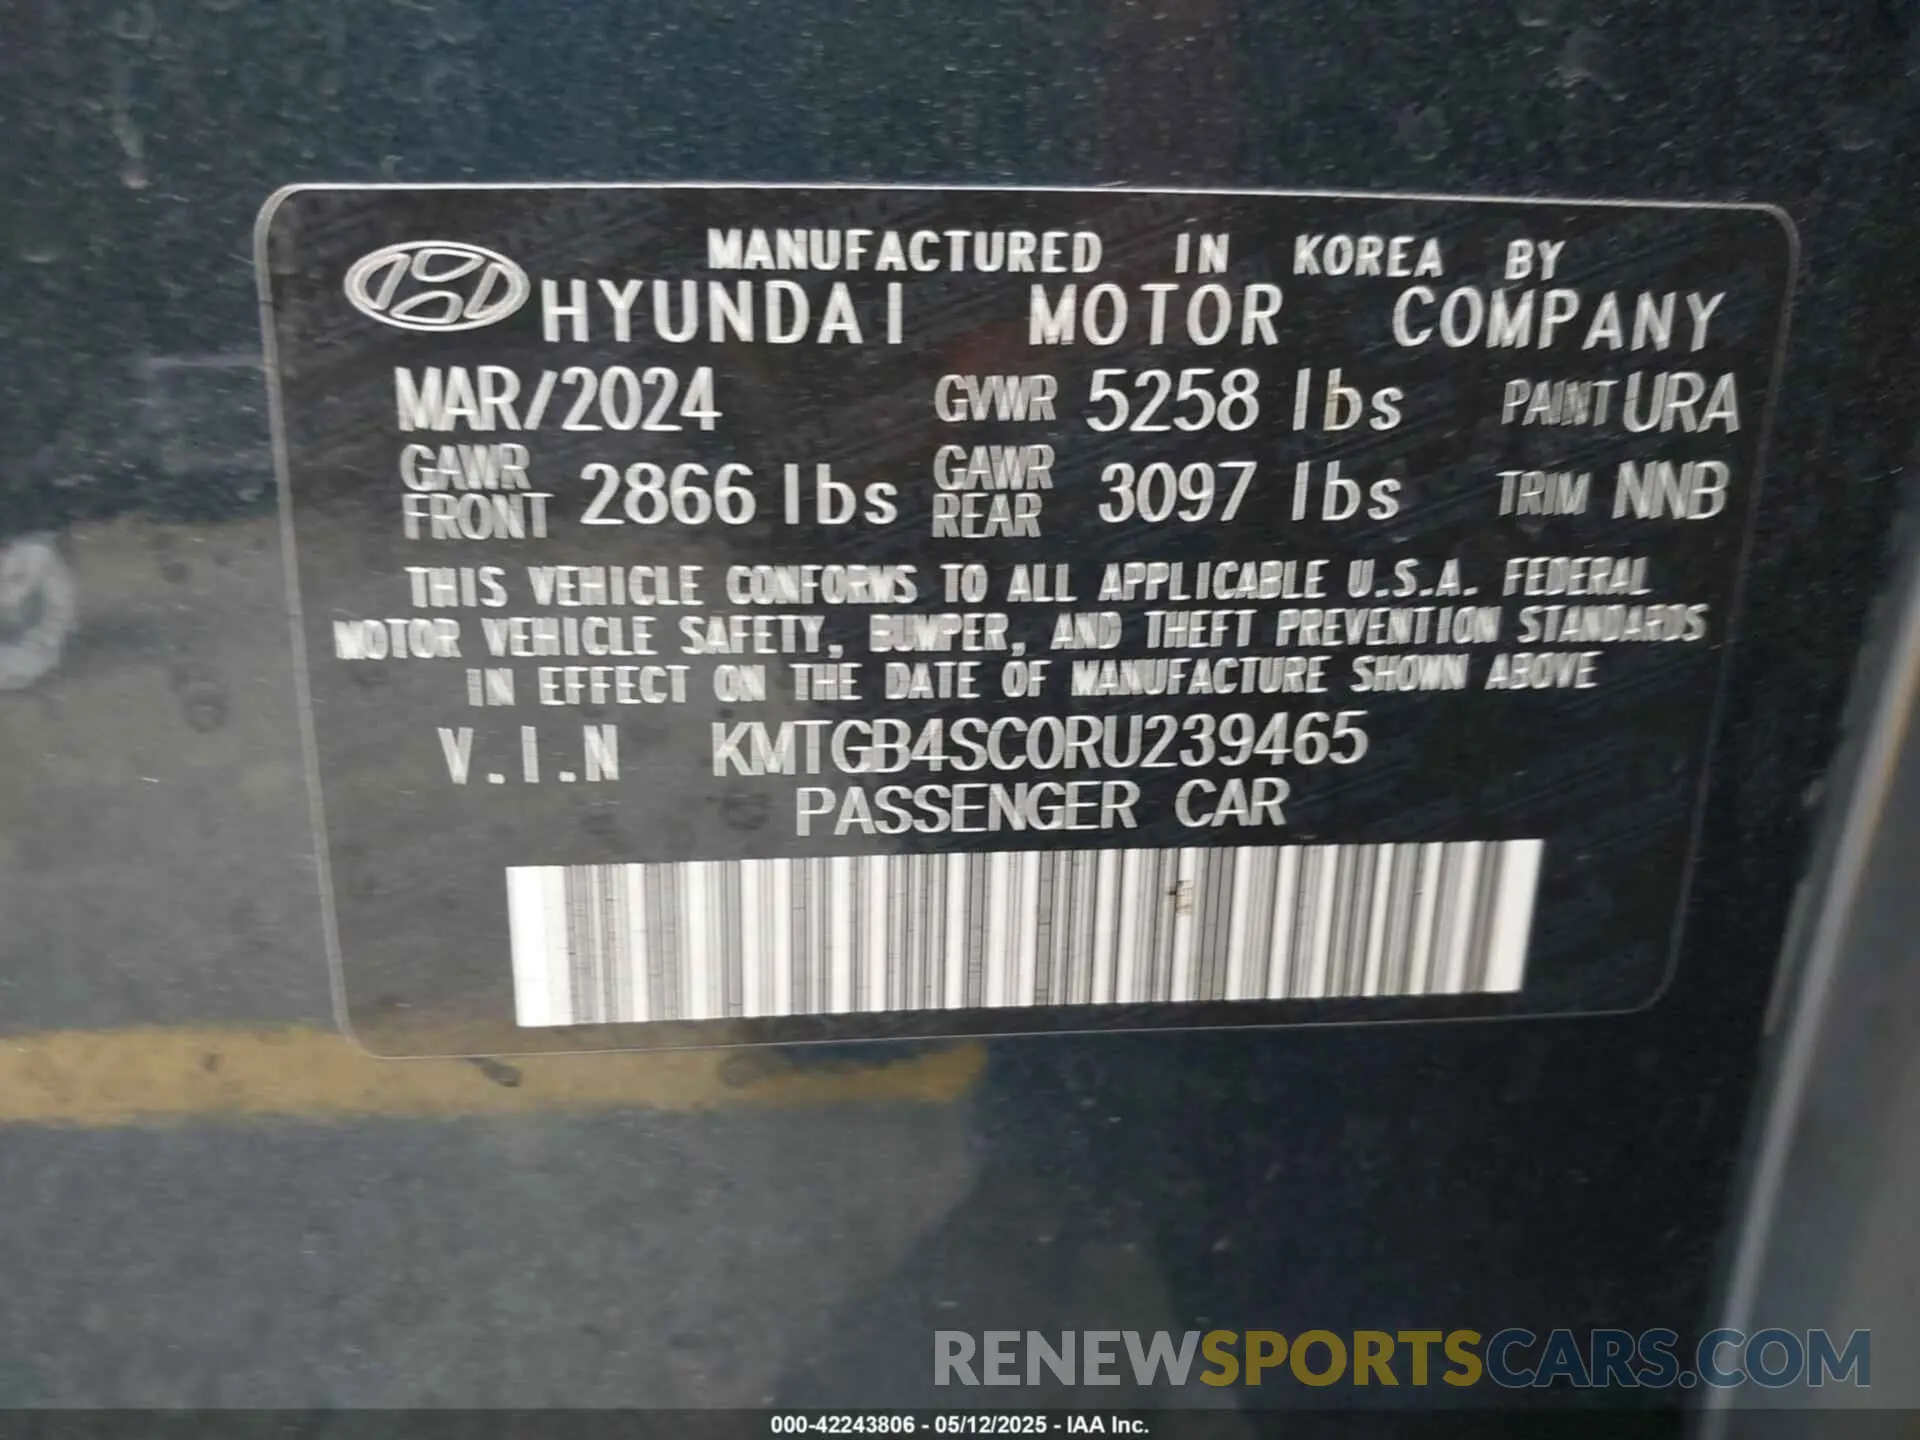 MANUFACTURED IN KOREA BY
HYUNDAI MOTOR COMPANY
MAR/2024 GVWR 5258 lbs PAINT URA
GAWR FRONT 2866 lbs GAWR REAR 3097 lbs TRIM NNB
THIS VEHICLE CONFORMS TO ALL APPLICABLE U.S.A. FEDERAL
MOTOR VEHICLE SAFETY, BUMPER, AND THEFT PREVENTION STANDARDS
IN EFFECT ON THE DATE OF MANUFACTURE SHOWN ABOVE
V.I.N KMTGB4SC0RU239465
PASSENGER CAR
RENEWSPORTSCARS.COM
000-42243806 - 05/12/2025 - IAA Inc.